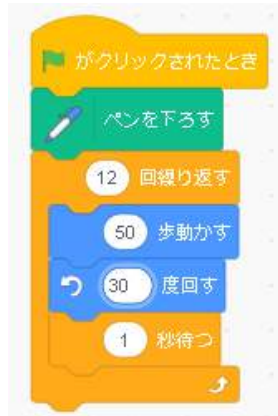 がクリックされたとき
ペンを下ろす
12 回繰り返す
50 歩動かす
30 度回す
1 秒待つ